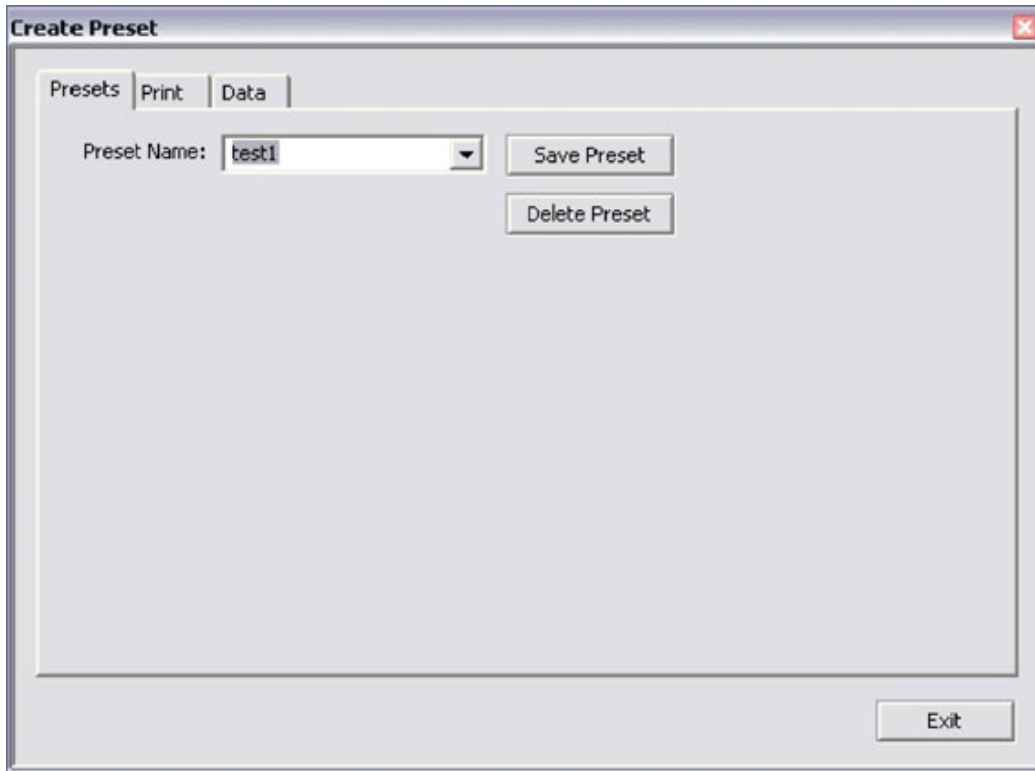 Create Preset
Presets Print Data
Preset Name: test1 Save Preset
Delete Preset
Exit